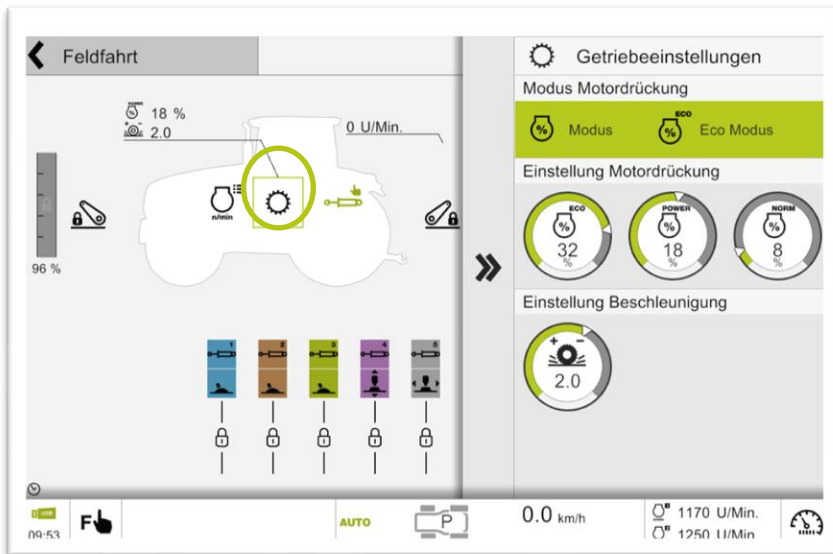 Feldfahrt
18 %
2.0
0 U/Min.
n/min
96 %
1
2
3
4
5
Getriebeeinstellungen
Modus Motordrückung
%
Modus
ECO
%
Eco Modus
Einstellung Motordrückung
ECO
%
32
%
POWER
%
18
%
NORM
%
8
%
Einstellung Beschleunigung
+ -
2.0
09:53
F
AUTO
P
0.0 km/h
1170 U/Min.
1250 U/Min